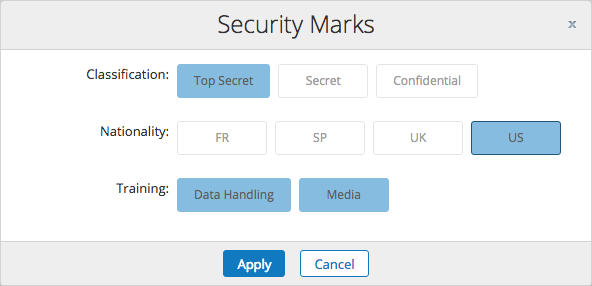 Security Marks
x
Classification: Top Secret Secret Confidential
Nationality: FR SP UK US
Training: Data Handling Media
Apply Cancel